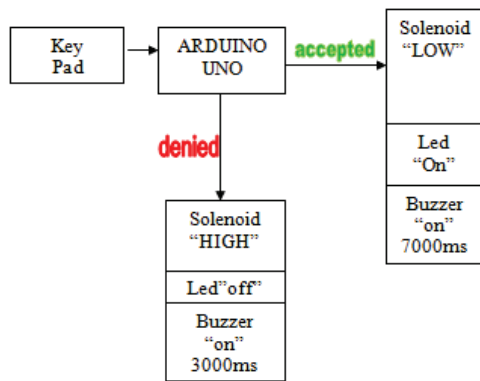 Key
Pad
ARDUINO
UNO
accepted
Solenoid
“LOW”
Led
“On”
Buzzer
“on”
7000ms
denied
Solenoid
“HIGH”
Led”off”
Buzzer
“on”
3000ms